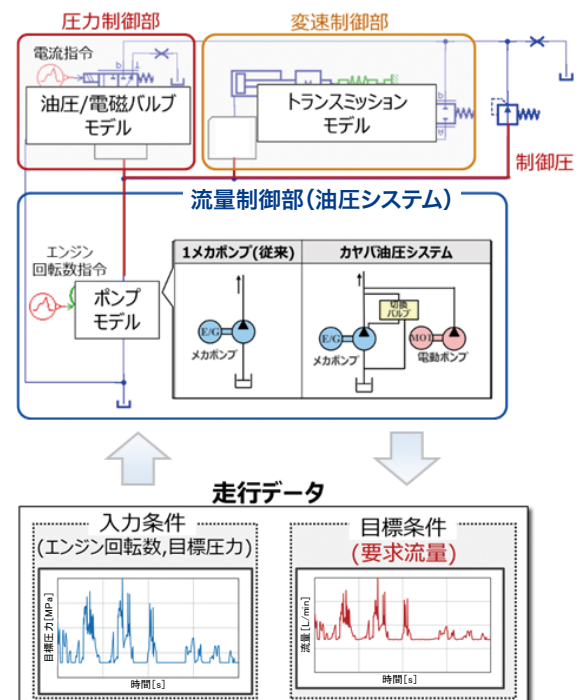 圧力制御部
変速制御部
電流指令
油圧/電磁バルブ
モデル
トランスミッション
モデル
制御圧
流量制御部(油圧システム)
エンジン
回転数指令
ポンプ
モデル
1メカポンプ(従来)
カヤバ油圧システム
切換
バルブ
E/G
メカポンプ
E/G
メカポンプ
MOT
電動ポンプ
走行データ
入力条件
(エンジン回転数,目標圧力)
目標圧力[MPa]
時間[s]
目標条件
(要求流量)
流量[L/min]
時間[s]